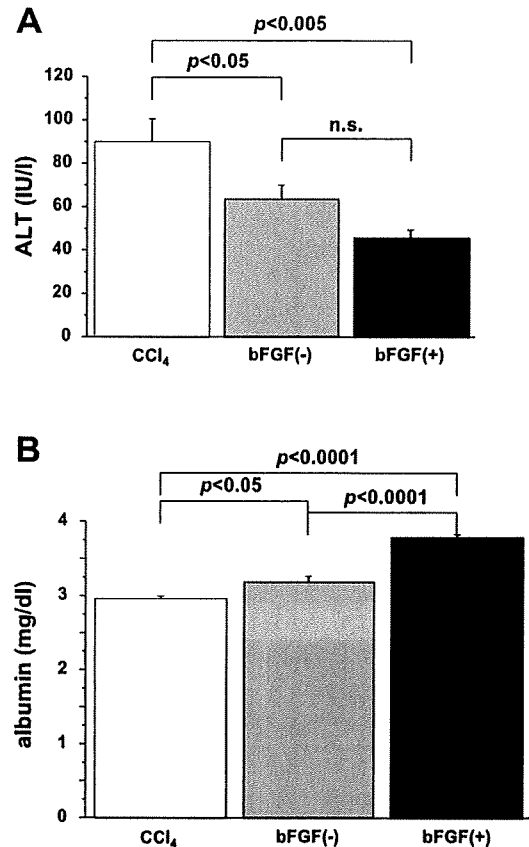 A
p<0.005
p<0.05
n.s.
120
100
80
60
40
20
0
ALT (IU/l)
CCl₄ bFGF(-) bFGF(+)
B
p<0.0001
p<0.05 p<0.0001
4
3
2
1
0
albumin (mg/dl)
CCl₄ bFGF(-) bFGF(+)